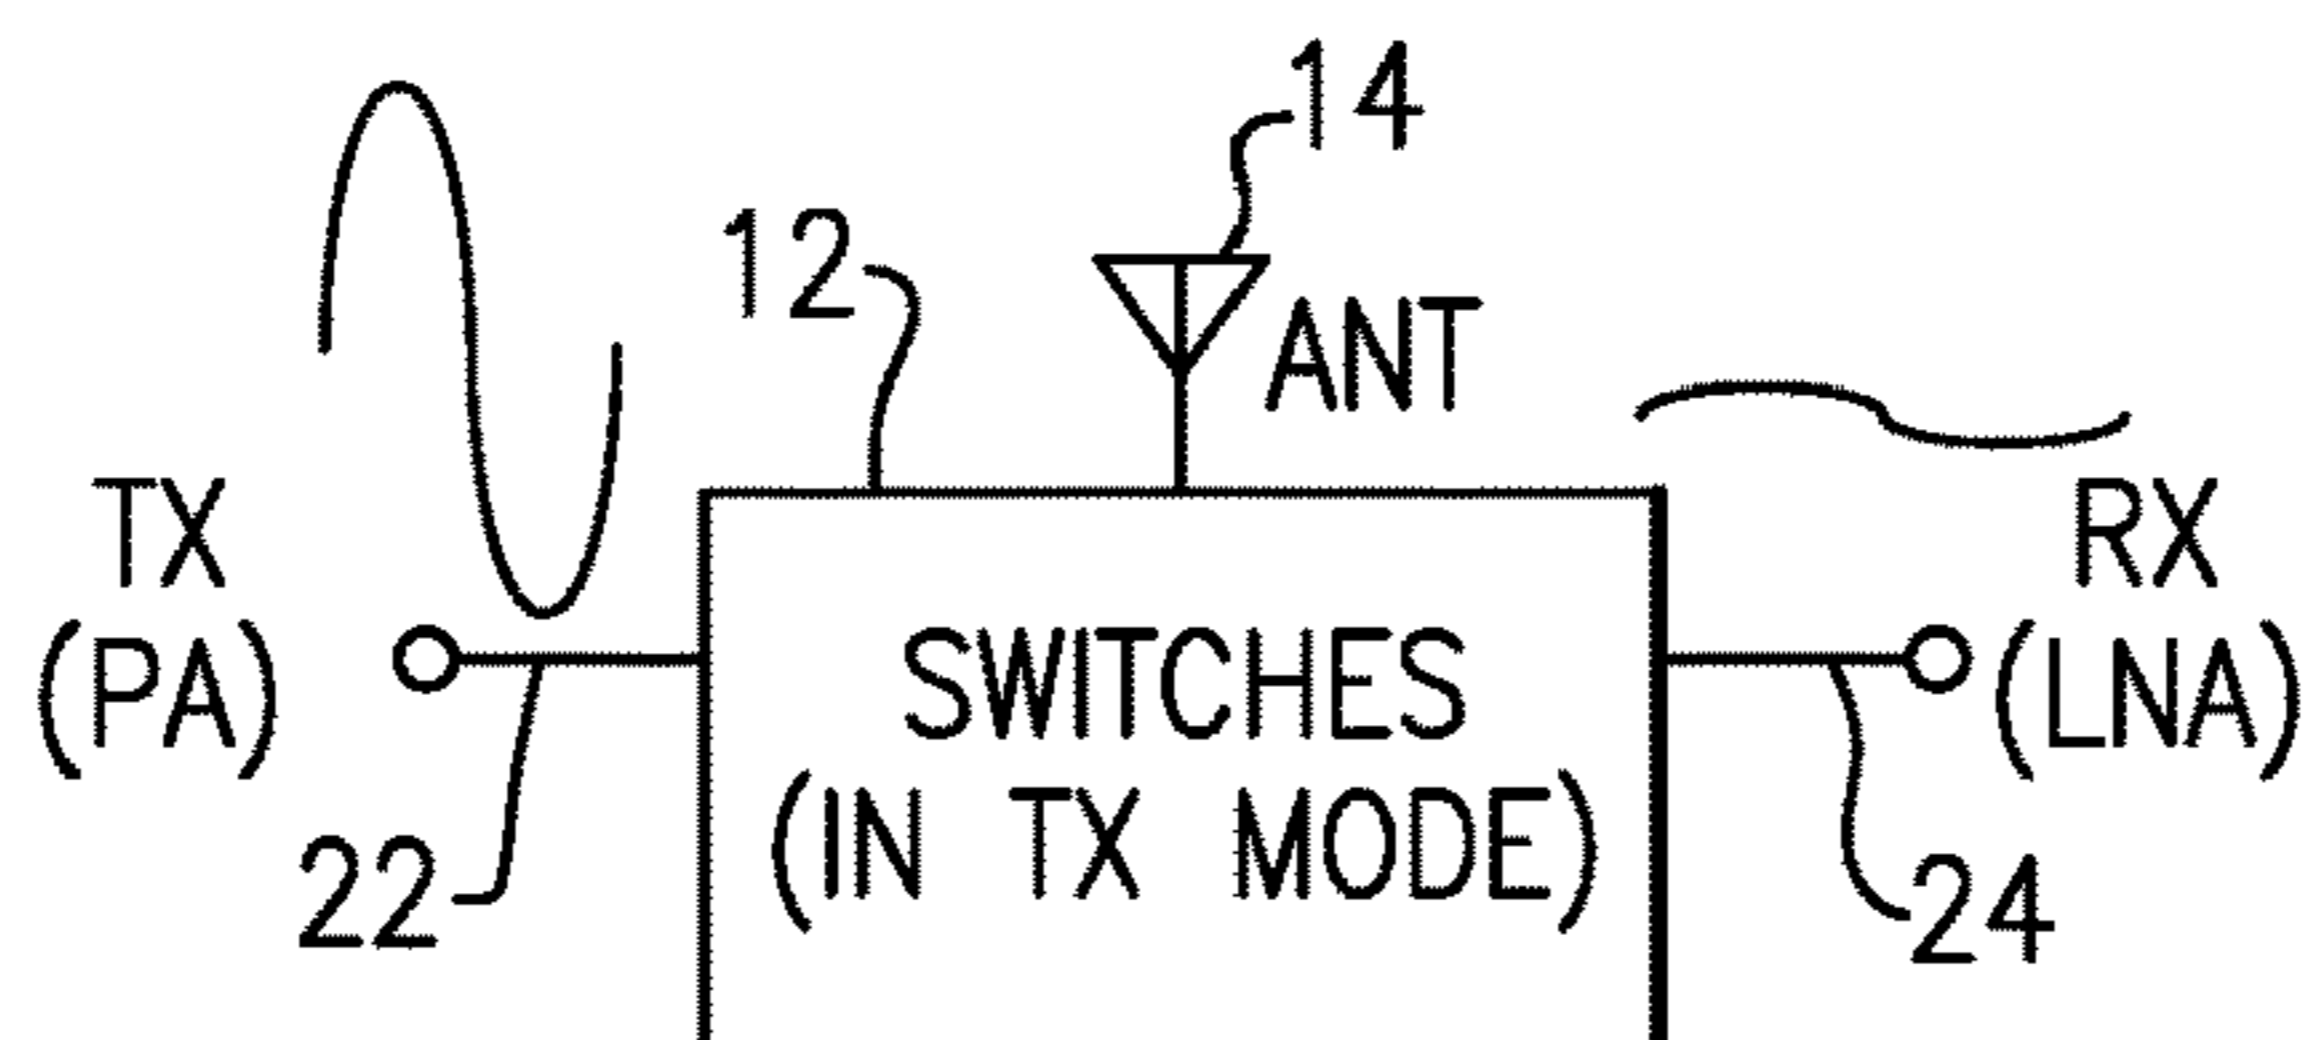 14
12
ANT
TX
(PA)
RX
(LNA)
SWITCHES
(IN TX MODE)
22
24